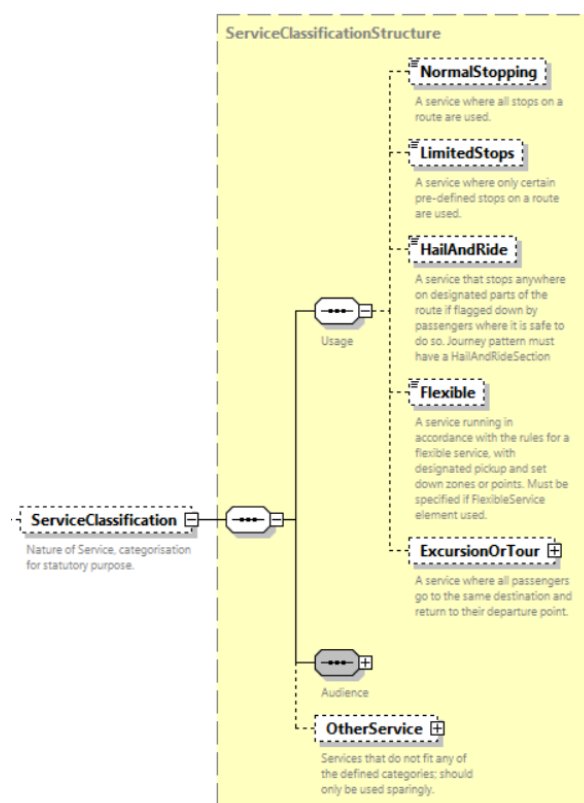 ServiceClassificationStructure
NormalStopping
A service where all stops on a
route are used.
LimitedStops
A service where only certain
pre-defined stops on a route
are used.
HailAndRide
A service that stops anywhere
on designated parts of the
route if flagged down by
passengers where it is safe to
do so. Journey pattern must
have a HailAndRideSection
Usage
Flexible
A service running in
accordance with the rules for a
flexible service, with
designated pickup and set
down zones or points. Must be
specified if FlexibleService
element used.
ServiceClassification
Nature of Service, categorisation
for statutory purpose.
ExcursionOrTour
A service where all passengers
go to the same destination and
return to their departure point.
Audience
OtherService
Services that do not fit any of
the defined categories; should
only be used sparingly.